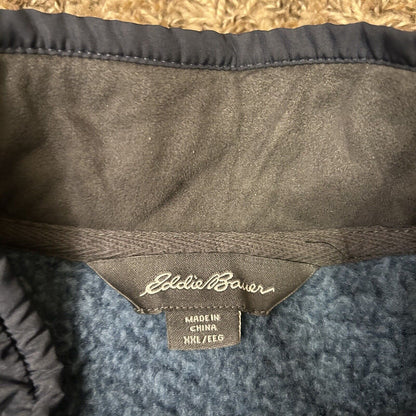 Eddie Bauer
MADE IN
CHINA
XXL/EEG